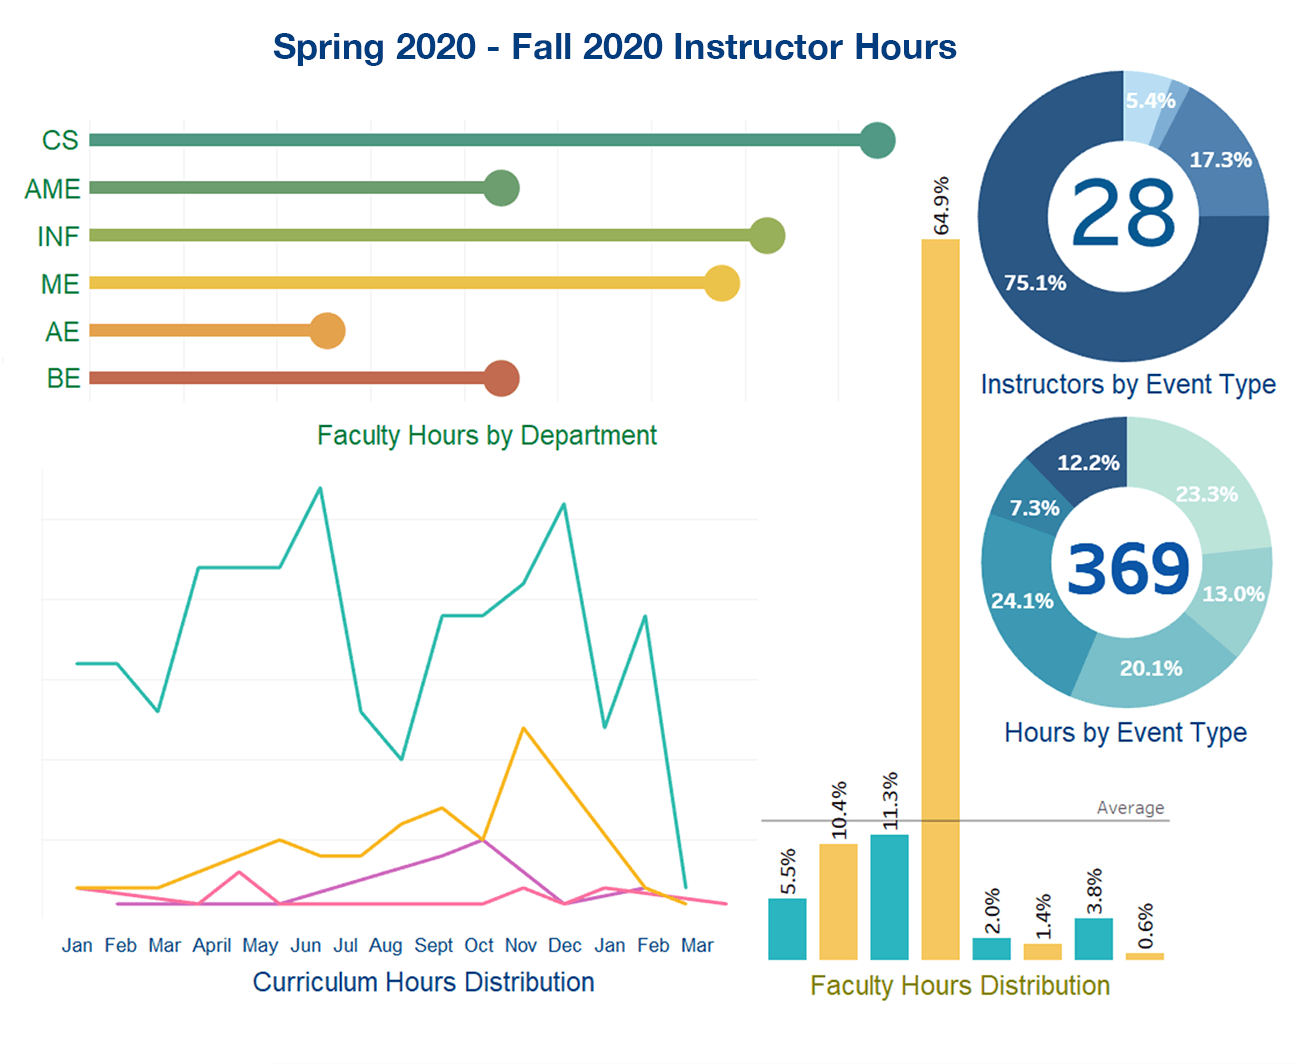 Spring 2020 - Fall 2020 Instructor Hours
CS
AME
INF
ME
AE
BE
Faculty Hours by Department
5.4%
17.3%
75.1%
28
Instructors by Event Type
12.2%
23.3%
7.3%
13.0%
24.1%
20.1%
369
Hours by Event Type
Jan Feb Mar April May Jun Jul Aug Sept Oct Nov Dec Jan Feb Mar
Curriculum Hours Distribution
Average
5.5%
10.4%
11.3%
64.9%
2.0%
1.4%
3.8%
0.6%
Faculty Hours Distribution